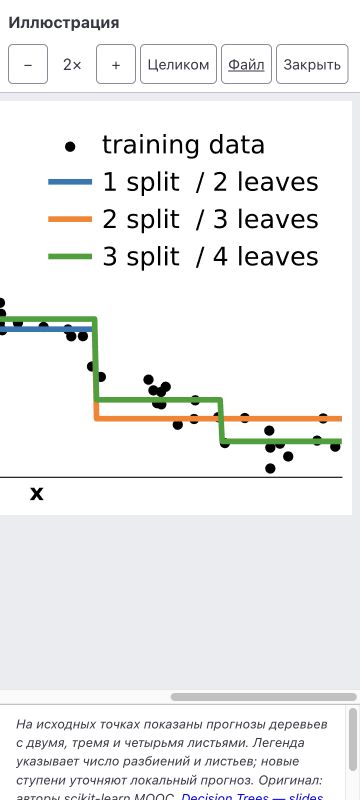 Иллюстрация
− 2× + Целиком Файл Закрыть
training data
1 split / 2 leaves
2 split / 3 leaves
3 split / 4 leaves
x
На исходных точках показаны прогнозы деревьев
с двумя, тремя и четырьмя листьями. Легенда
указывает число разбиений и листьев; новые
ступени уточняют локальный прогноз. Оригинал:
авторы scikit-learn MOOC, Decision Trees — slides